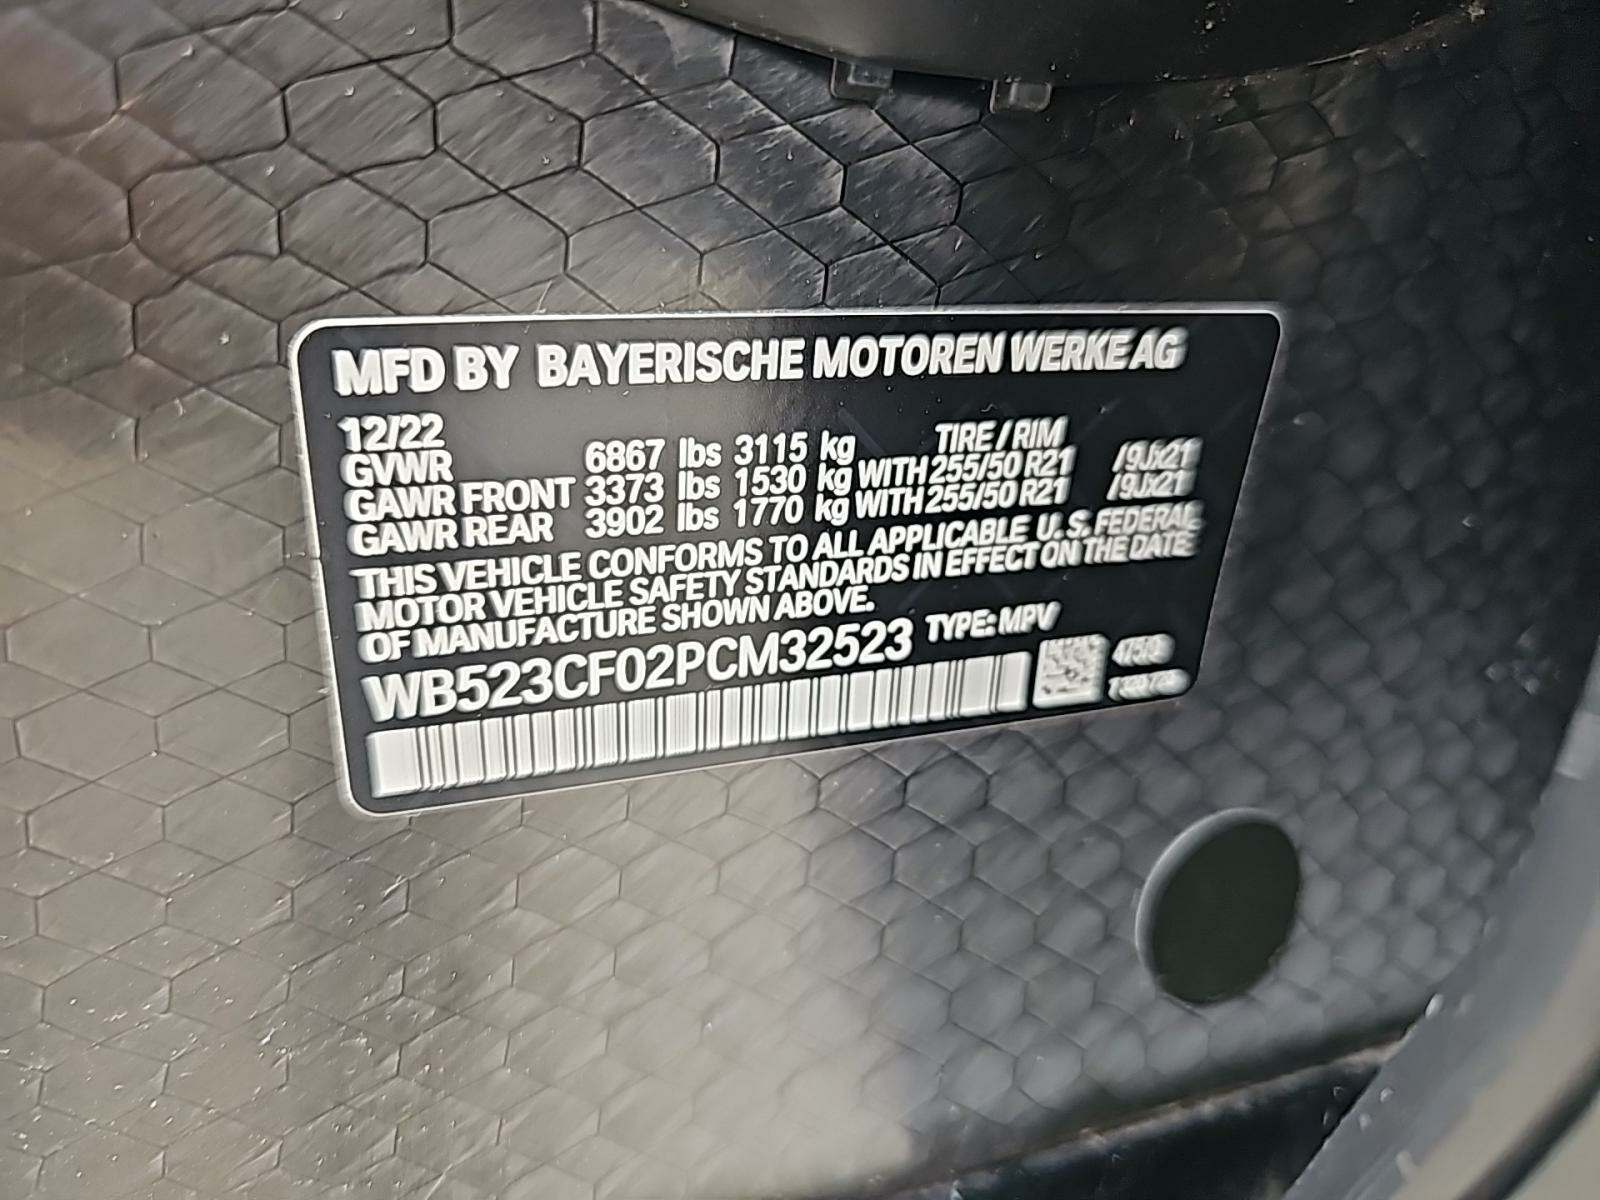 MFD BY BAYERISCHE MOTOREN WERKE AG
12/22 TIRE / RIM
GVWR 6867 lbs 3115 kg
GAWR FRONT 3373 lbs 1530 kg WITH 255/50 R21 /9Jx21
GAWR REAR 3902 lbs 1770 kg WITH 255/50 R21 /9Jx21
THIS VEHICLE CONFORMS TO ALL APPLICABLE U.S. FEDERAL
MOTOR VEHICLE SAFETY STANDARDS IN EFFECT ON THE DATE
OF MANUFACTURE SHOWN ABOVE.
WB523CF02PCM32523 TYPE: MPV